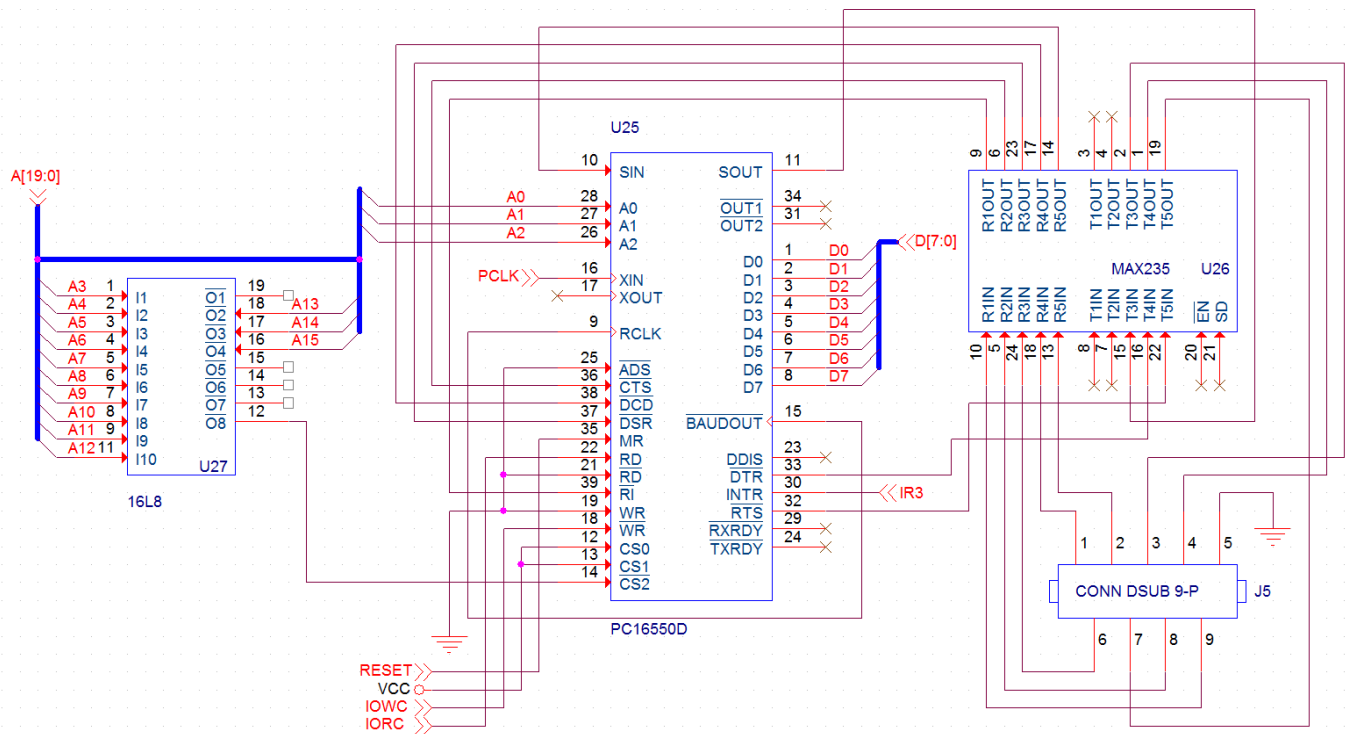 A[19:0]
A3 1 I1
A4 2 I2
A5 3 I3
A6 4 I4
A7 5 I5
A8 6 I6
A9 7 I7
A10 8 I8
A11 9 I9
A12 11 I10
O1 19
O2 18 A13
O3 17 A14
O4 16 A15
O5 15
O6 14
O7 13
O8 12
U27
16L8
U25
10 SIN
A0 28 A0
A1 27 A1
A2 26 A2
PCLK 16 XIN
17 XOUT
9 RCLK
25 ADS
36 CTS
38 DCD
37 DSR
35 MR
22 RD
21 RD
39 RI
19 WR
18 WR
12 CS0
13 CS1
14 CS2
SOUT 11
OUT1 34
OUT2 31
D0 1 D0
D1 2 D1
D2 3 D2
D3 4 D3
D4 5 D4
D5 6 D5
D6 7 D6
D7 8 D7
D[7:0]
BAUDOUT 15
DDIS 23
DTR 33
INTR 30 IR3
RTS 32
RXRDY 29
TXRDY 24
PC16550D
RESET
VCC
IOWC
IORC
9 R1OUT
6 R2OUT
23 R3OUT
17 R4OUT
14 R5OUT
3 T1OUT
4 T2OUT
2 T3OUT
1 T4OUT
19 T5OUT
MAX235 U26
R1IN 10
R2IN 5
R3IN 24
R4IN 18
R5IN 13
T1IN 8
T2IN 7
T3IN 15
T4IN 16
T5IN 22
EN 20
SD 21
1 2 3 4 5
CONN DSUB 9-P J5
6 7 8 9